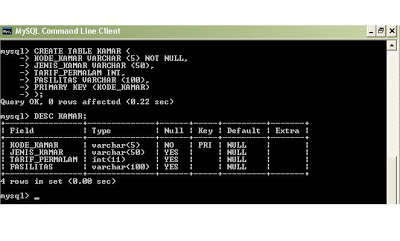 MySQL Command Line Client
mysql> CREATE TABLE KAMAR (
    -> KODE_KAMAR VARCHAR (5) NOT NULL,
    -> JENIS_KAMAR VARCHAR (50),
    -> TARIF_PERMALAM INT,
    -> FASILITAS VARCHAR (100),
    -> PRIMARY KEY (KODE_KAMAR)
    -> );
Query OK, 0 rows affected (0.22 sec)
mysql> DESC KAMAR;
+----------------+--------------+------+-----+---------+-------+
| Field          | Type         | Null | Key | Default | Extra |
+----------------+--------------+------+-----+---------+-------+
| KODE_KAMAR     | varchar(5)   | NO   | PRI | NULL    |       |
| JENIS_KAMAR    | varchar(50)  | YES  |     | NULL    |       |
| TARIF_PERMALAM | int(11)      | YES  |     | NULL    |       |
| FASILITAS      | varchar(100) | YES  |     | NULL    |       |
+----------------+--------------+------+-----+---------+-------+
4 rows in set (0.00 sec)
mysql> _